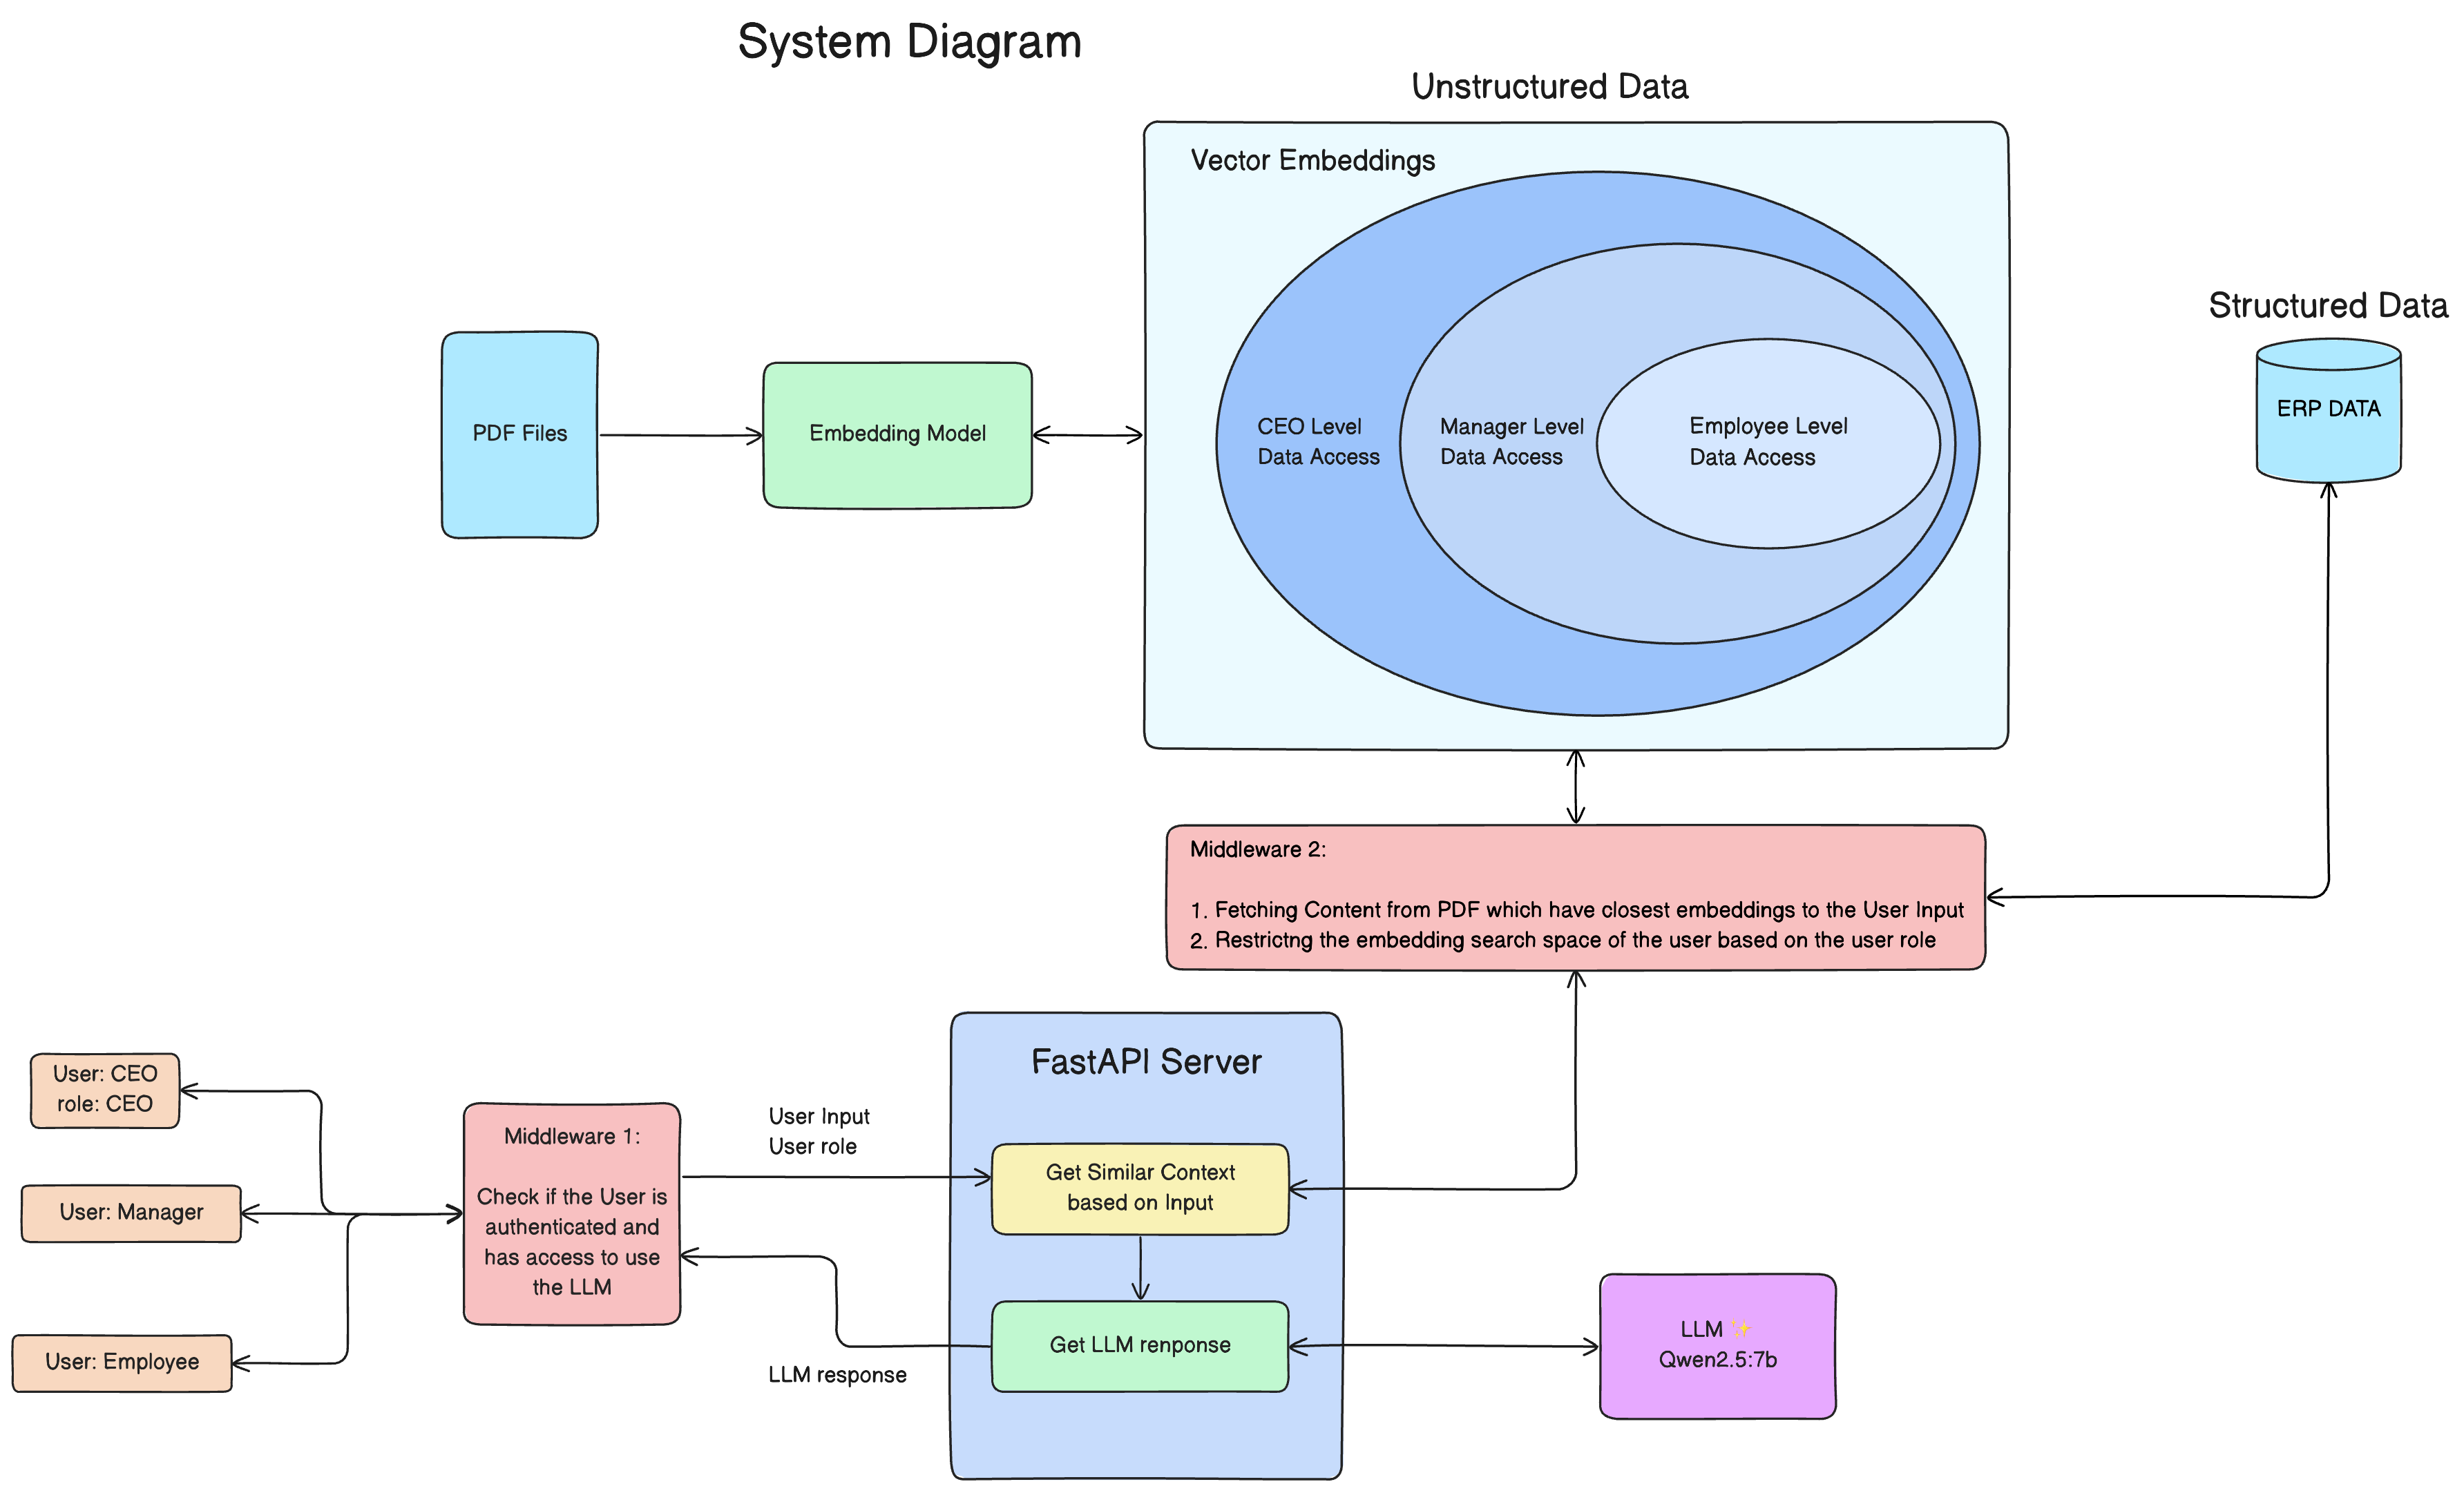 System Diagram
Unstructured Data
Vector Embeddings
CEO Level
Data Access
Manager Level
Data Access
Employee Level
Data Access
Structured Data
ERP DATA
PDF Files
Embedding Model
Middleware 2:
1. Fetching Content from PDF which have closest embeddings to the User Input
2. Restrictng the embedding search space of the user based on the user role
FastAPI Server
User: CEO
role: CEO
User: Manager
User: Employee
Middleware 1:
Check if the User is
authenticated and
has access to use
the LLM
User Input
User role
Get Similar Context
based on Input
Get LLM renponse
LLM response
LLM ✨
Qwen2.5:7b